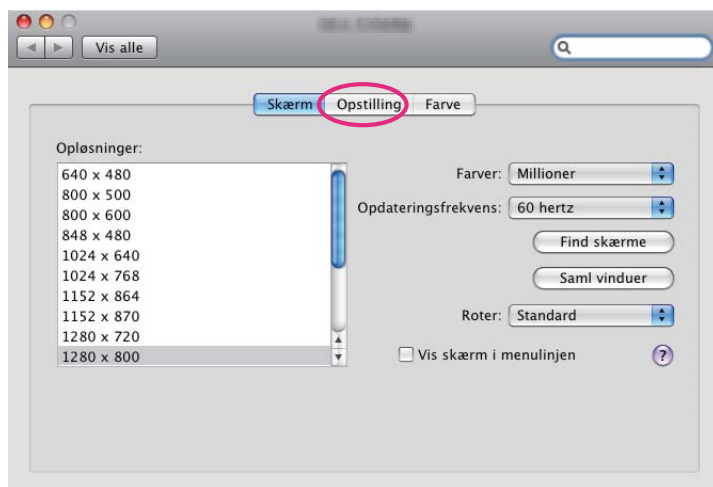 Vis alle
Skærm Opstilling Farve
Opløsninger:
640 x 480
800 x 500
800 x 600
848 x 480
1024 x 640
1024 x 768
1152 x 864
1152 x 870
1280 x 720
1280 x 800
Farver: Millioner
Opdateringsfrekvens: 60 hertz
Find skærme
Saml vinduer
Roter: Standard
Vis skærm i menulinjen ?